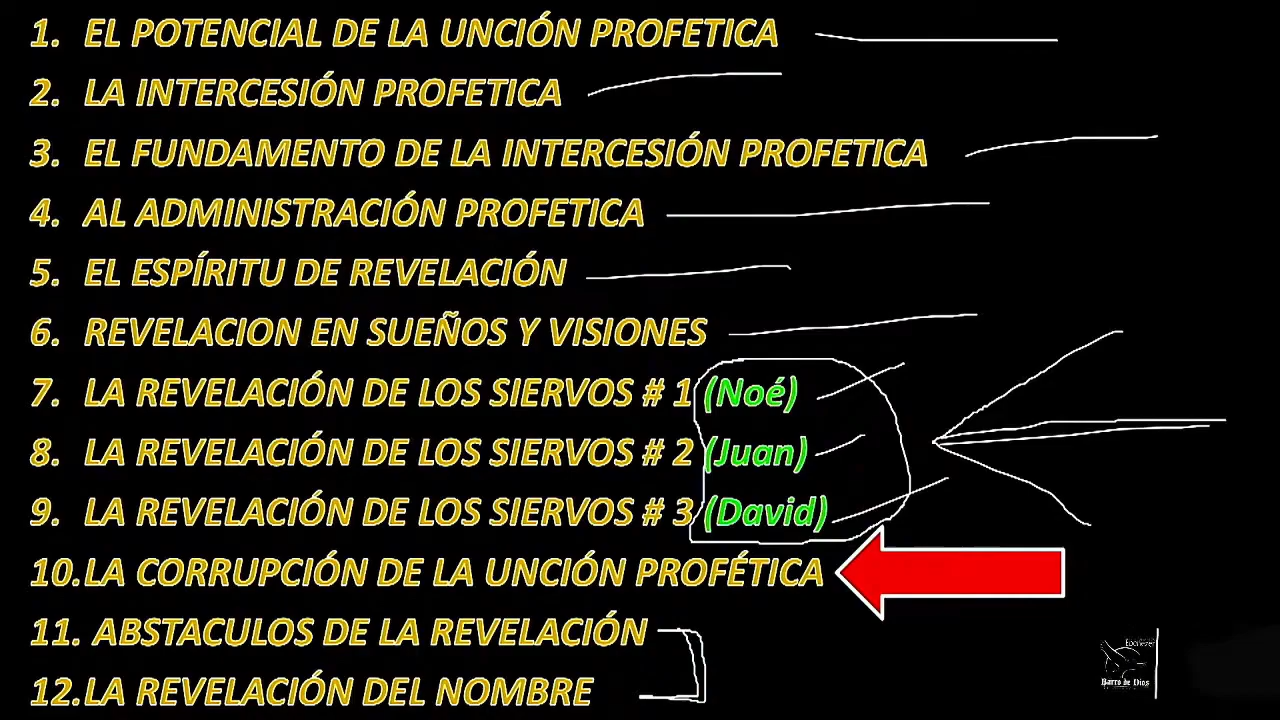 1. EL POTENCIAL DE LA UNCIÓN PROFETICA
2. LA INTERCESIÓN PROFETICA
3. EL FUNDAMENTO DE LA INTERCESIÓN PROFETICA
4. AL ADMINISTRACIÓN PROFETICA
5. EL ESPÍRITU DE REVELACIÓN
6. REVELACION EN SUEÑOS Y VISIONES
7. LA REVELACIÓN DE LOS SIERVOS # 1 (Noé)
8. LA REVELACIÓN DE LOS SIERVOS # 2 (Juan)
9. LA REVELACIÓN DE LOS SIERVOS # 3 (David)
10.LA CORRUPCIÓN DE LA UNCIÓN PROFÉTICA
11. ABSTACULOS DE LA REVELACIÓN
12.LA REVELACIÓN DEL NOMBRE
Barro de Dios